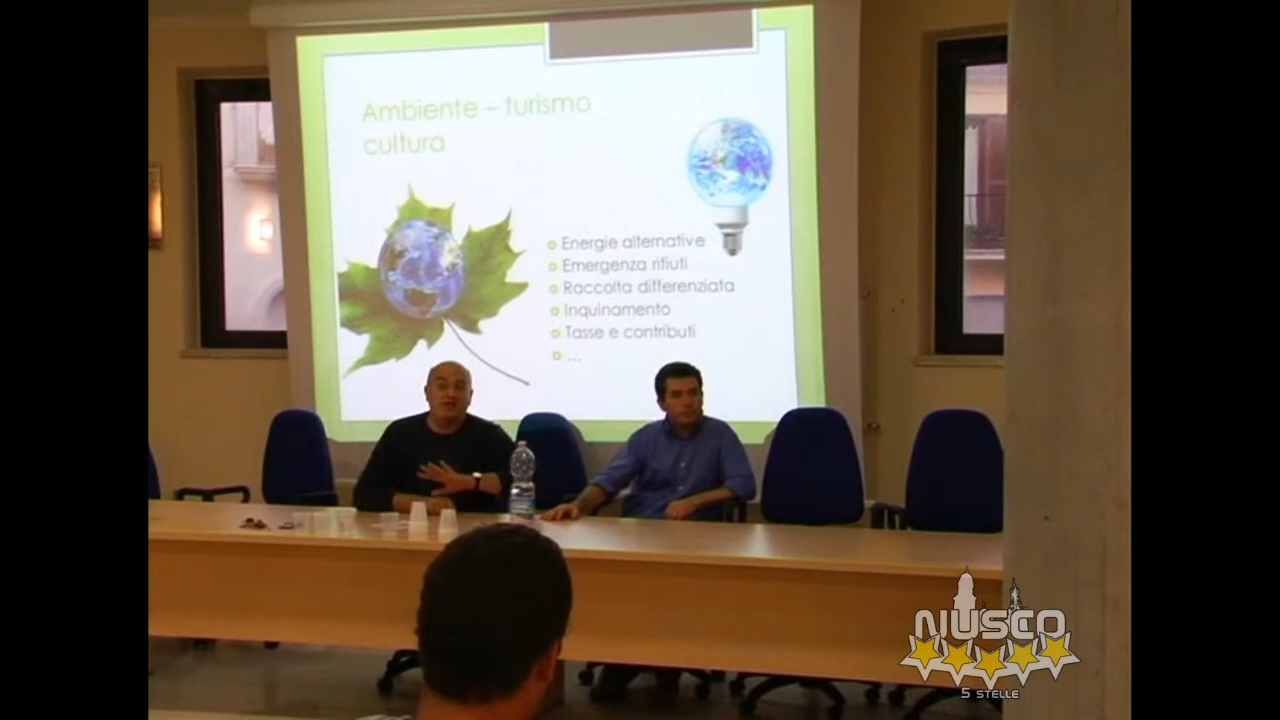 Ambiente – turismo
cultura
Energie alternative
Emergenza rifiuti
Raccolta differenziata
Inquinamento
Tasse e contributi
...
NUSCO
5 STELLE